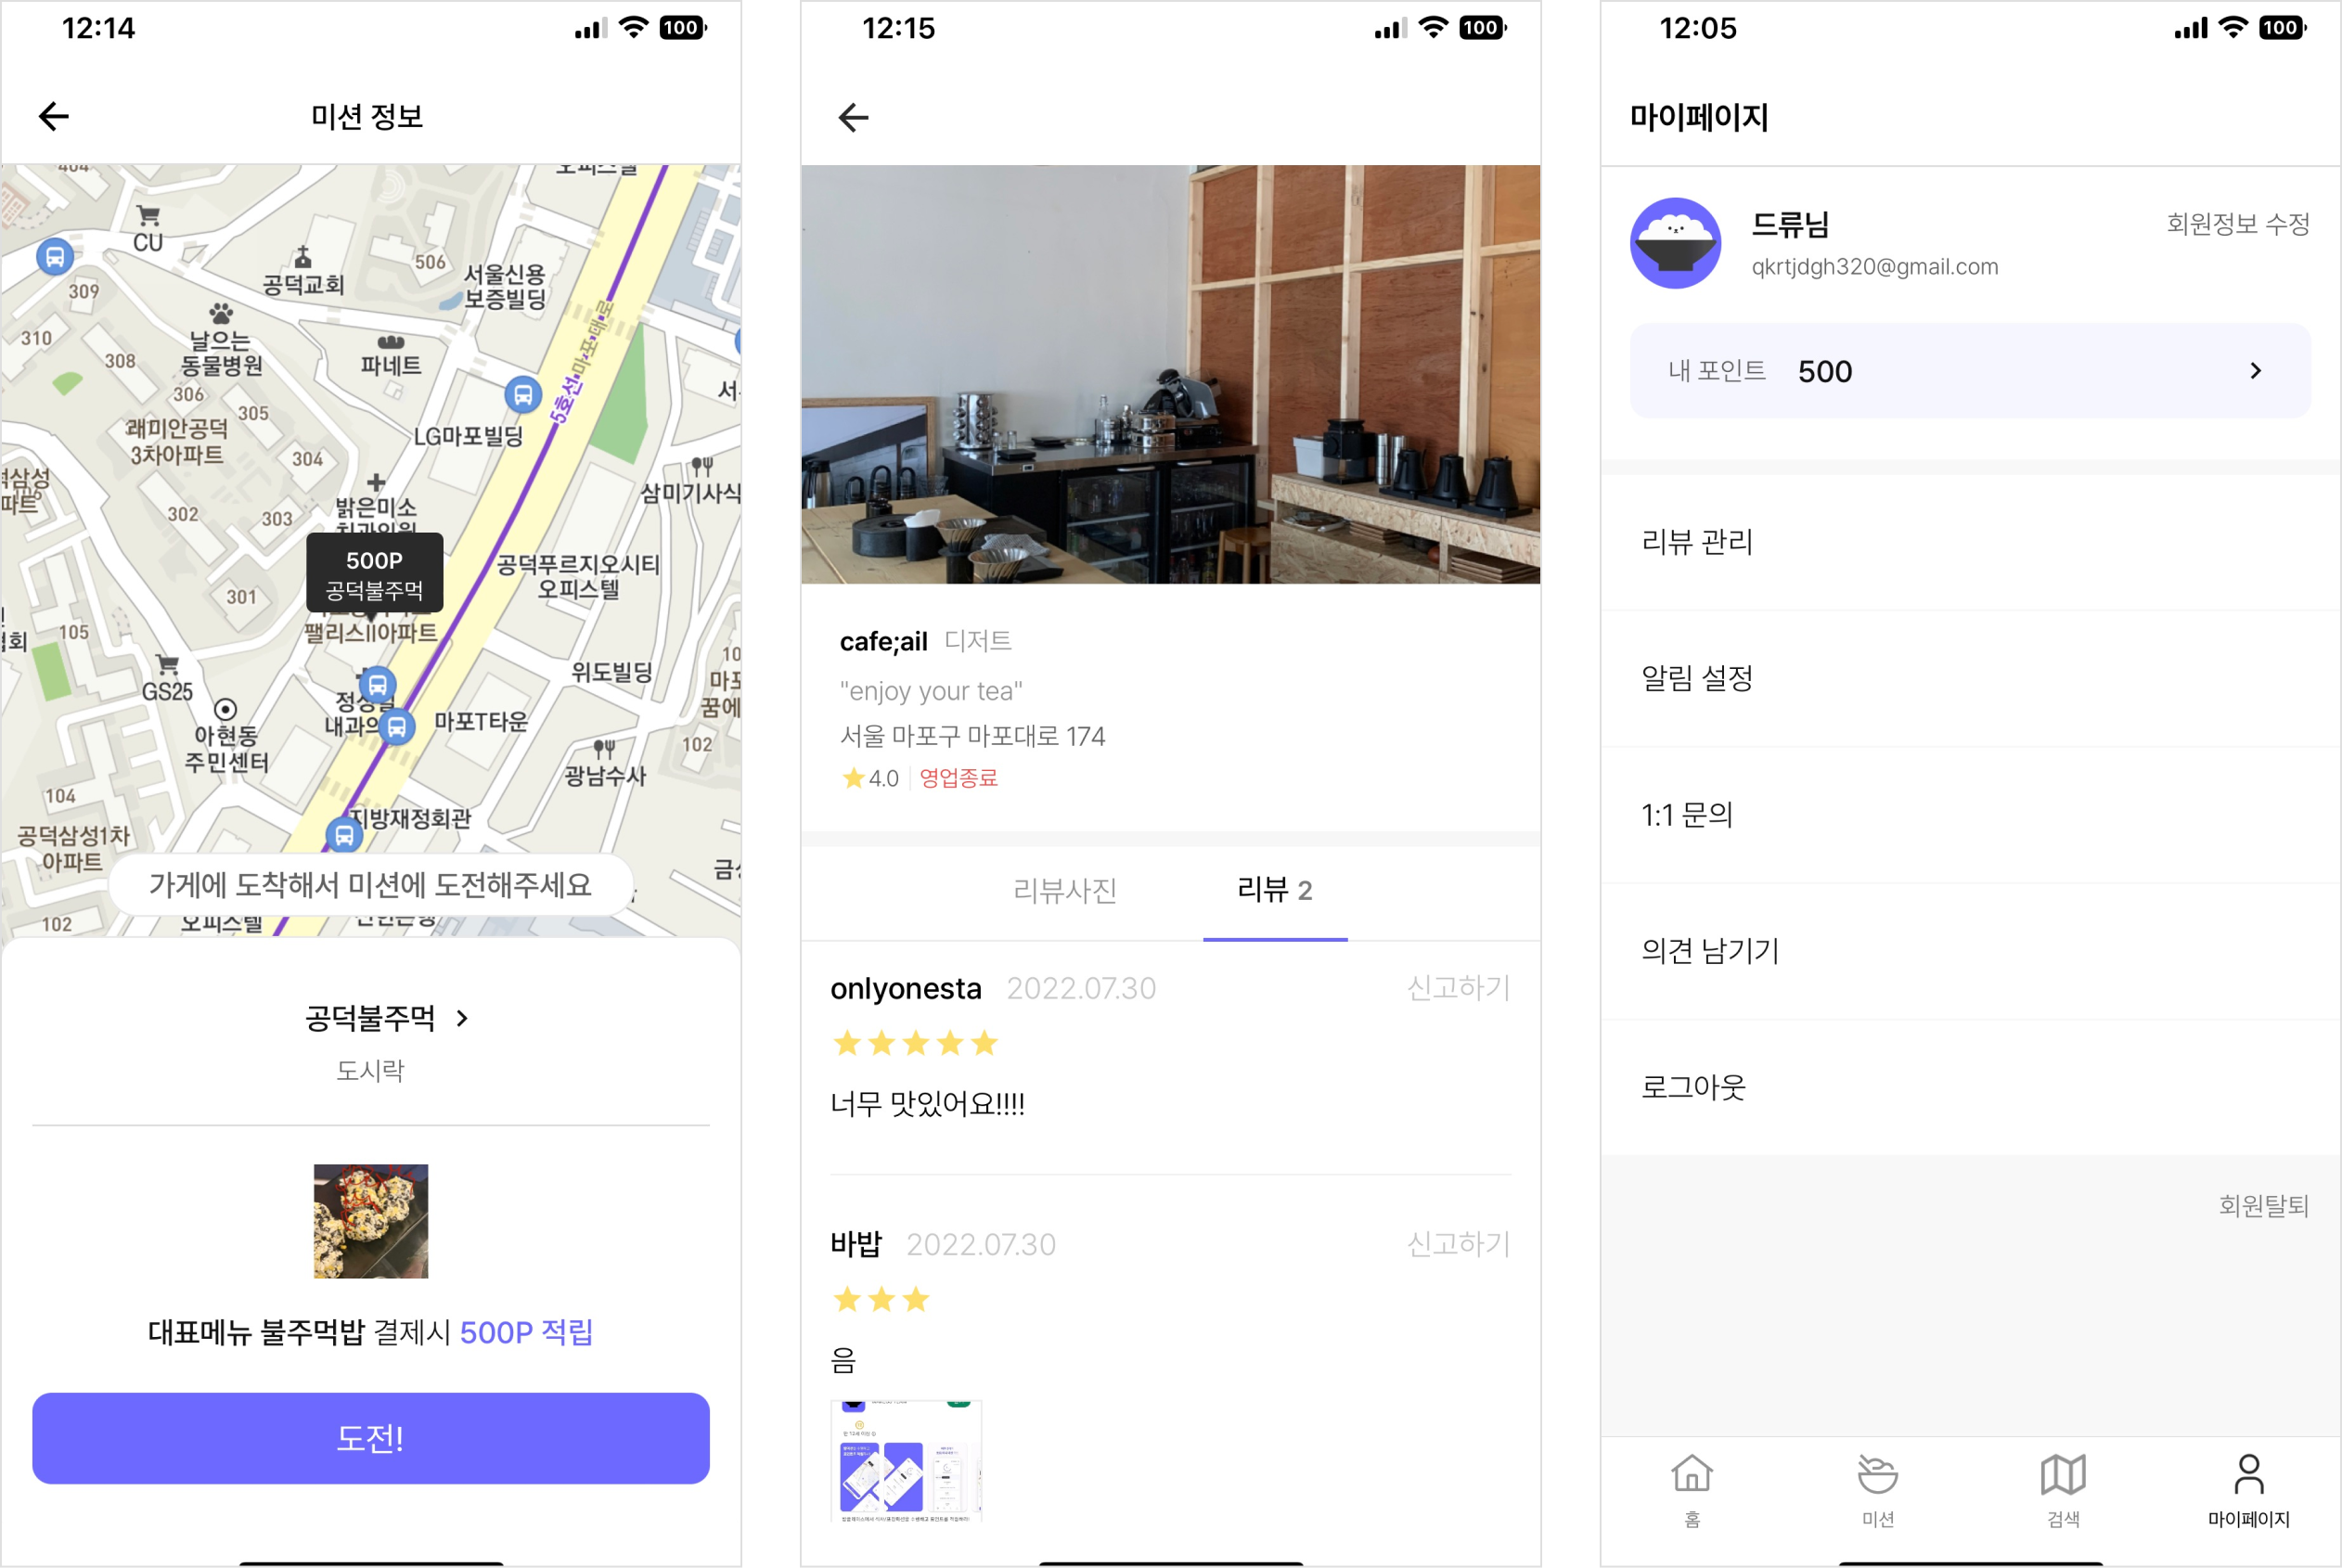 12:14
100
미션 정보
404
오피스텔
CU
공덕교회
506
서울신용
보증빌딩
309
310
308
날으는
동물병원
파네트
마포대로
5호선
306
305
래미안공덕
3차아파트
304
LG마포빌딩
서
삼미기사식
302
303
밝은미소
치과의원
500P
공덕불주먹
공덕푸르지오시티
오피스텔
301
105
팰리스II아파트
GS25
위도빌딩
정성필
내과의
마포T타운
아현동
주민센터
102
광남수사
104
지방재정회관
공덕삼성1차
아파트
가게에 도착해서 미션에 도전해주세요
102
오피스텔
공덕불주먹
도시락
대표메뉴 불주먹밥 결제시 500P 적립
도전!
12:15
100
cafe;ail 디저트
"enjoy your tea"
서울 마포구 마포대로 174
4.0 영업종료
리뷰사진 리뷰 2
onlyonesta 2022.07.30 신고하기
너무 맛있어요!!!!
바밥 2022.07.30 신고하기
음
12:05
100
마이페이지
드류님
회원정보 수정
qkrtjdgh320@gmail.com
내 포인트 500
리뷰 관리
알림 설정
1:1 문의
의견 남기기
로그아웃
회원탈퇴
홈 미션 검색 마이페이지